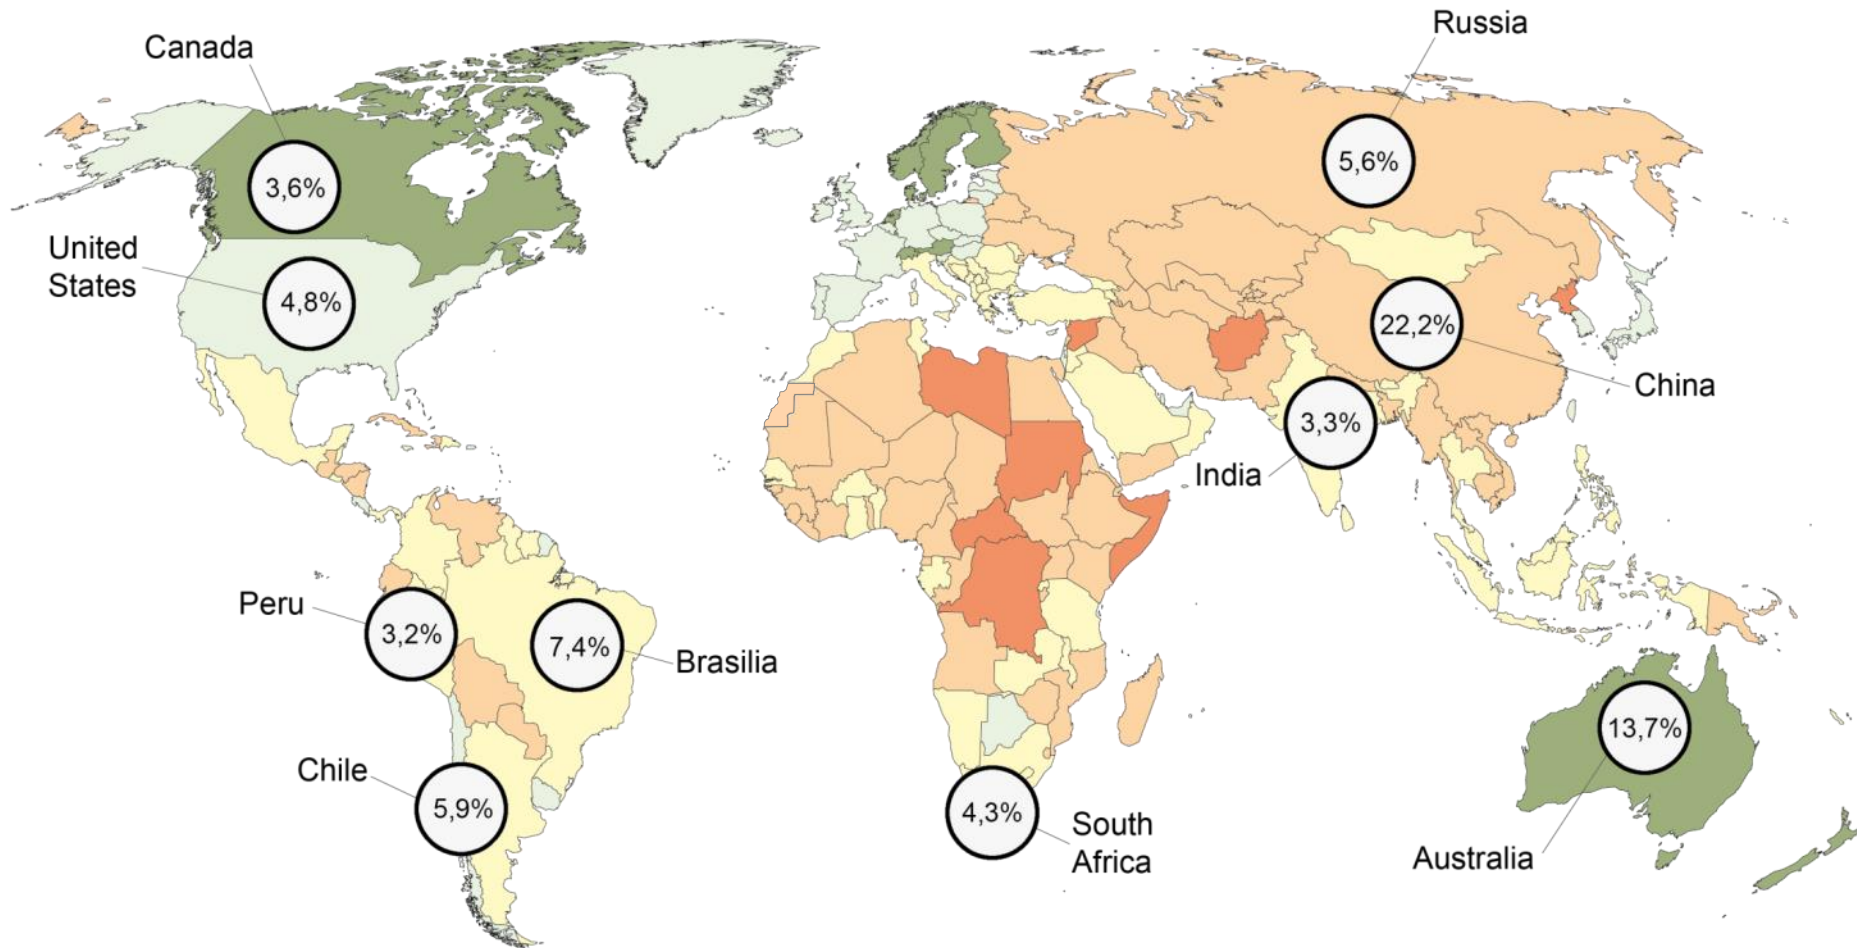 Canada
3,6%
United
States
4,8%
Peru
3,2%
7,4%
Brasilia
Chile
5,9%
4,3%
South
Africa
Russia
5,6%
22,2%
China
3,3%
India
13,7%
Australia